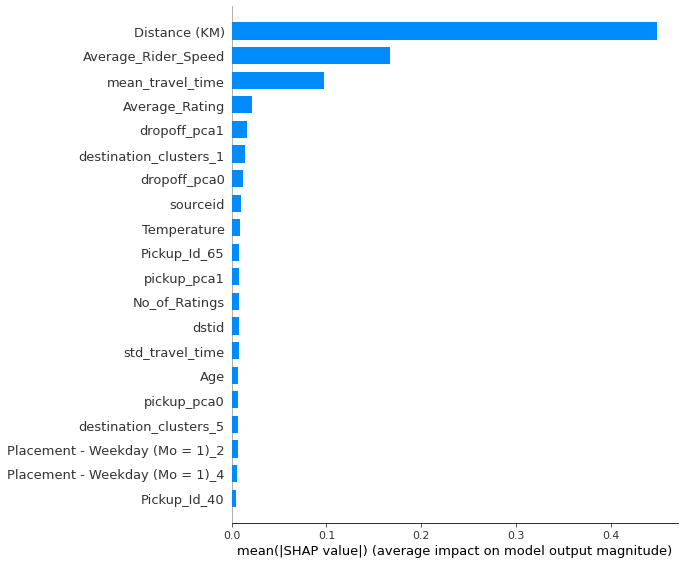 Distance (KM)
Average_Rider_Speed
mean_travel_time
Average_Rating
dropoff_pca1
destination_clusters_1
dropoff_pca0
sourceid
Temperature
Pickup_Id_65
pickup_pca1
No_of_Ratings
dstid
std_travel_time
Age
pickup_pca0
destination_clusters_5
Placement - Weekday (Mo = 1)_2
Placement - Weekday (Mo = 1)_4
Pickup_Id_40
0.0 0.1 0.2 0.3 0.4
mean(|SHAP value|) (average impact on model output magnitude)